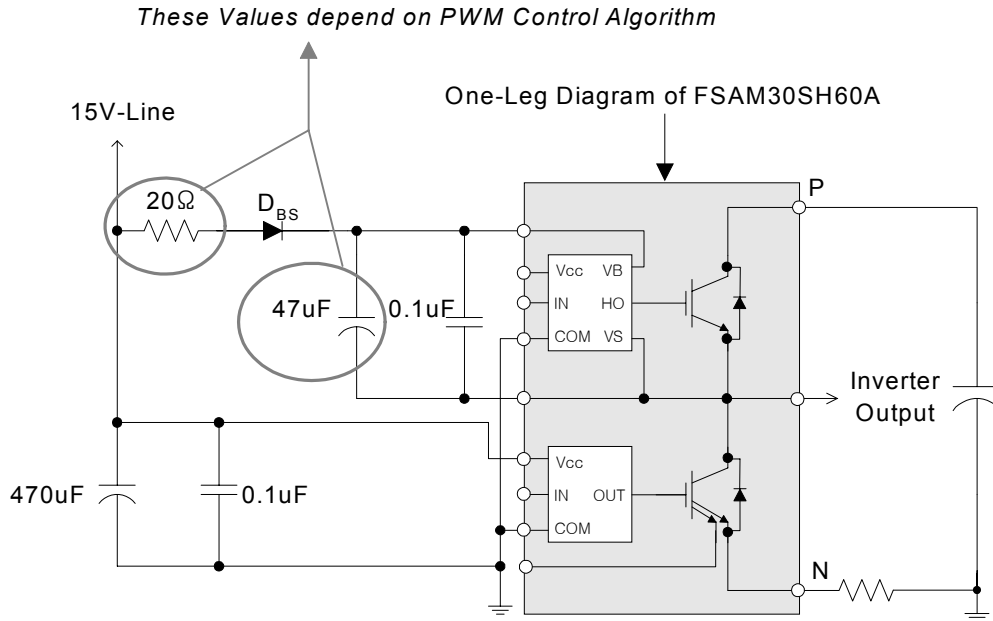 These Values depend on PWM Control Algorithm
One-Leg Diagram of FSAM30SH60A
15V-Line
P
20Ω
DBS
Vcc VB
IN HO
COM VS
47uF
0.1uF
Inverter
Output
Vcc
IN OUT
COM
470uF
0.1uF
N